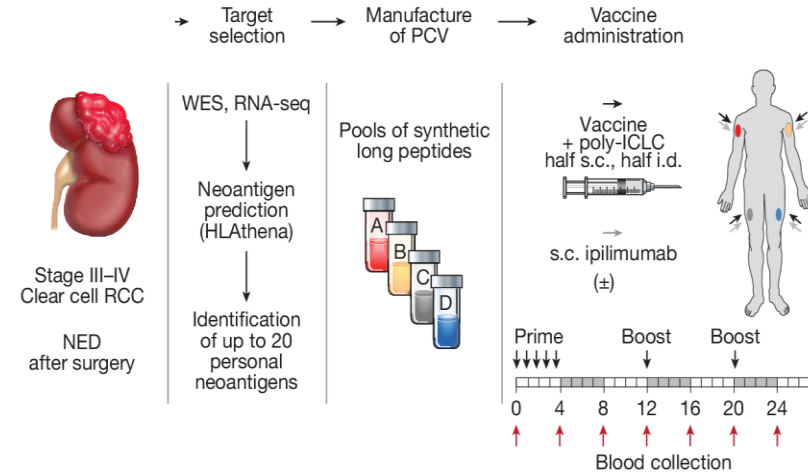 Target
selection
Manufacture
of PCV
Vaccine
administration
Stage III–IV
Clear cell RCC
NED
after surgery
WES, RNA-seq
Neoantigen
prediction
(HLAthena)
Identification
of up to 20
personal
neoantigens
Pools of synthetic
long peptides
A
B
C
D
Vaccine
+ poly-ICLC
half s.c., half i.d.
s.c. ipilimumab
(±)
Prime
Boost
Boost
0 4 8 12 16 20 24
Blood collection